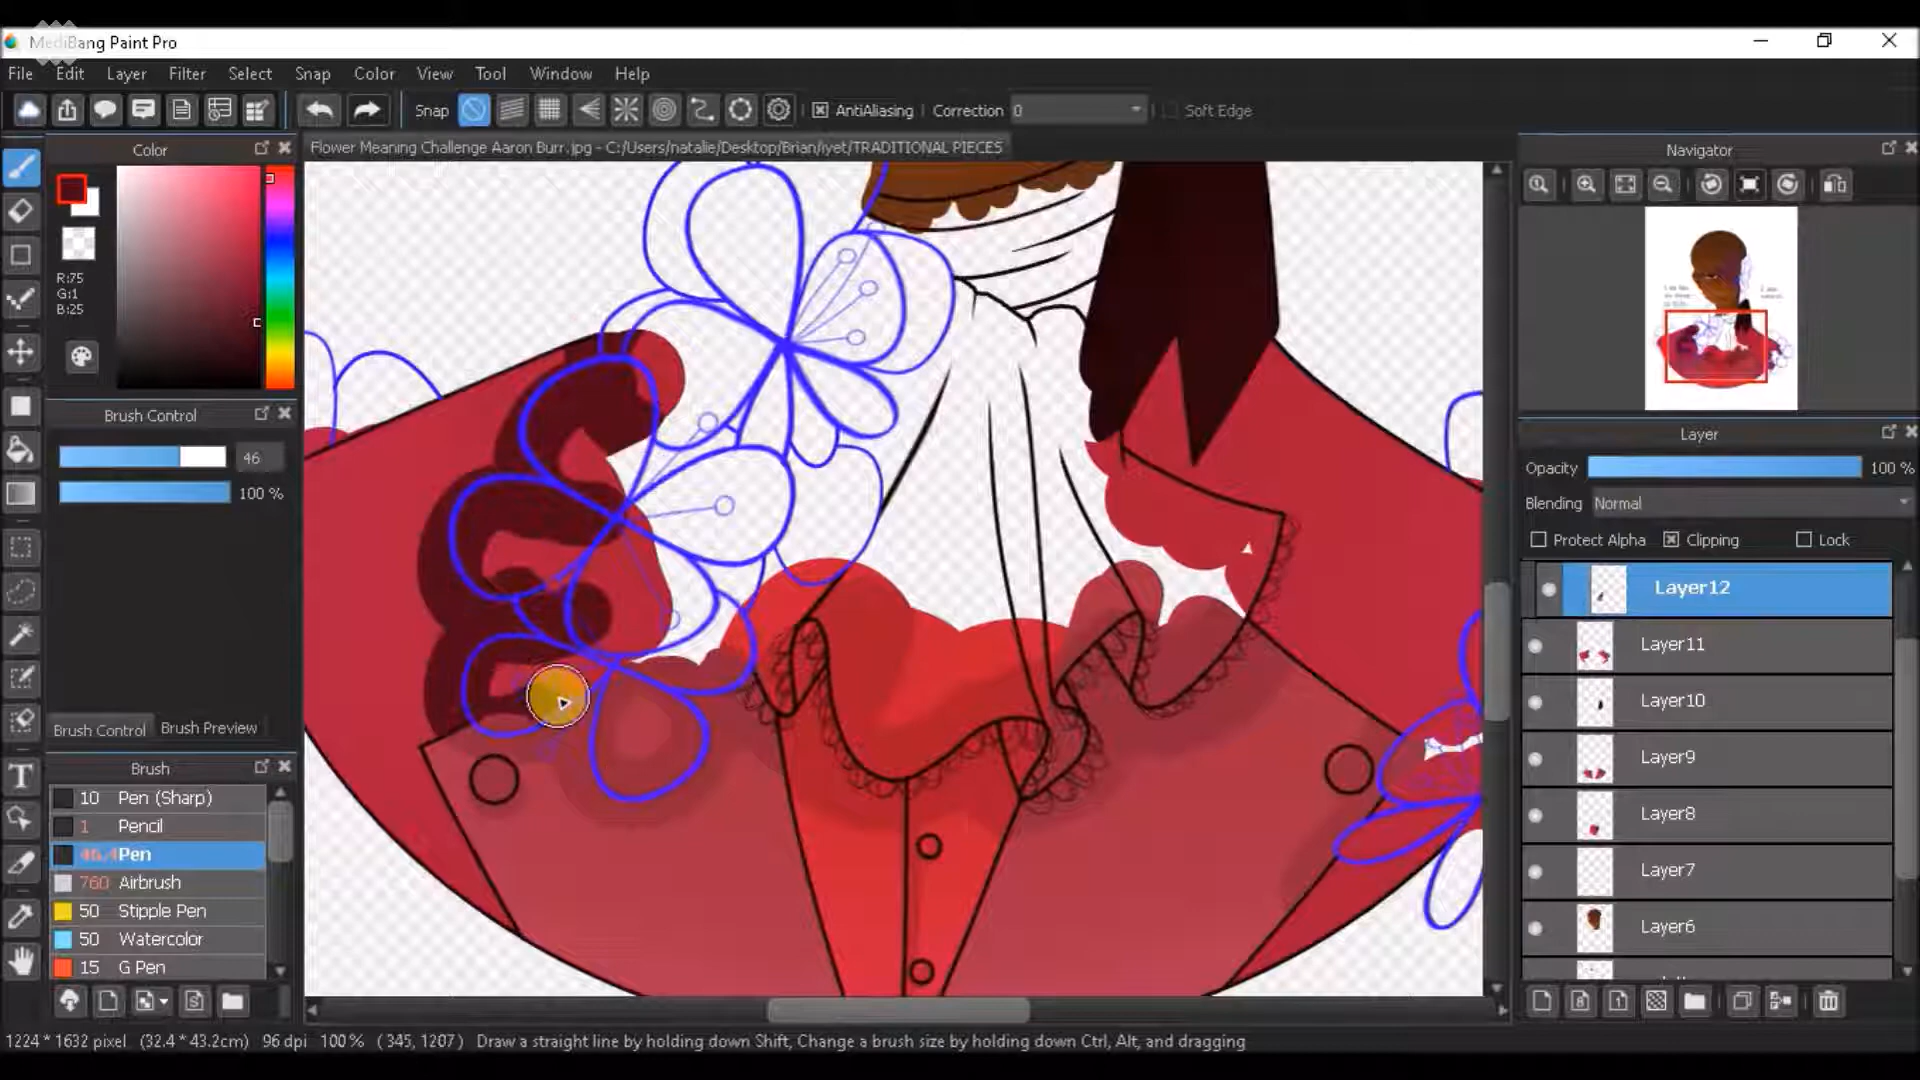 MediBang Paint Pro
File Edit Layer Filter Select Snap Color View Tool Window Help
Snap AntiAliasing Correction 0 Soft Edge
Color
Flower Meaning Challenge Aaron Burr.jpg - C:/Users/natalie/Desktop/Brian/iyet/TRADITIONAL PIECES
Navigator
R:75
G:1
B:25
Brush Control
46
100 %
Brush Control Brush Preview
Brush
10 Pen (Sharp)
1 Pencil
Pen
760 Airbrush
50 Stipple Pen
50 Watercolor
15 G Pen
Layer
Opacity 100 %
Blending Normal
Protect Alpha Clipping Lock
Layer12
Layer11
Layer10
Layer9
Layer8
Layer7
Layer6
1224 * 1632 pixel (32.4 * 43.2cm) 96 dpi 100% ( 345, 1207) Draw a straight line by holding down Shift, Change a brush size by holding down Ctrl, Alt, and dragging